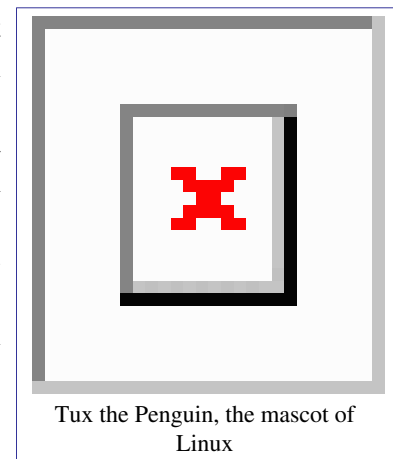 Tux the Penguin, the mascot of
Linux